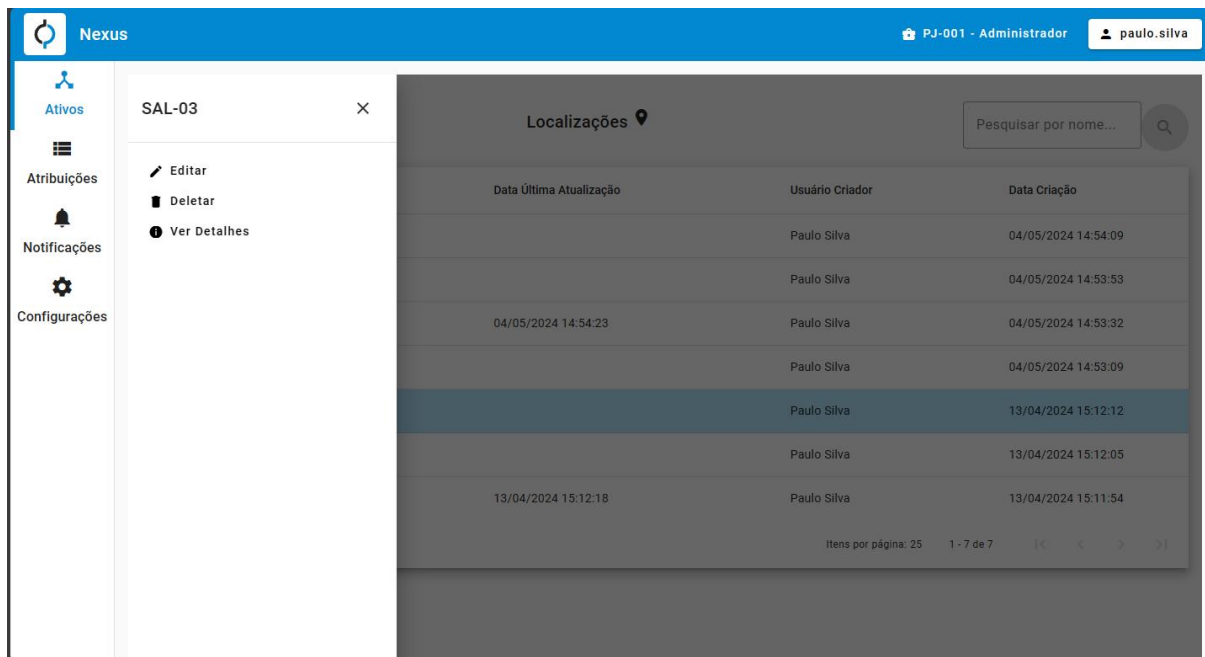 Nexus
PJ-001 - Administrador
paulo.silva
Ativos
Atribuições
Notificações
Configurações
SAL-03
Editar
Deletar
Ver Detalhes
Localizações
Pesquisar por nome...
Data Última Atualização Usuário Criador Data Criação
Paulo Silva 04/05/2024 14:54:09
Paulo Silva 04/05/2024 14:53:53
04/05/2024 14:54:23 Paulo Silva 04/05/2024 14:53:32
Paulo Silva 04/05/2024 14:53:09
Paulo Silva 13/04/2024 15:12:12
Paulo Silva 13/04/2024 15:12:05
13/04/2024 15:12:18 Paulo Silva 13/04/2024 15:11:54
Itens por página: 25 1 - 7 de 7